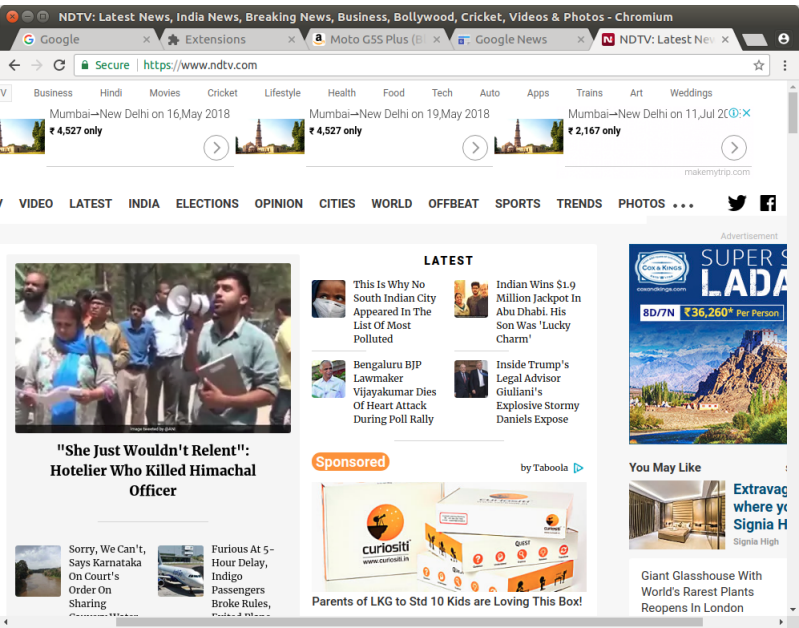 NDTV: Latest News, India News, Breaking News, Business, Bollywood, Cricket, Videos & Photos - Chromium
Google
Extensions
Moto G5S Plus (Bl
Google News
NDTV: Latest New
Secure
https://www.ndtv.com
V Business Hindi Movies Cricket Lifestyle Health Food Tech Auto Apps Trains Art Weddings
Mumbai→New Delhi on 16,May 2018
₹ 4,527 only
Mumbai→New Delhi on 19,May 2018
₹ 4,527 only
Mumbai→New Delhi on 11,Jul 20
₹ 2,167 only
makemytrip.com
VIDEO LATEST INDIA ELECTIONS OPINION CITIES WORLD OFFBEAT SPORTS TRENDS PHOTOS
Advertisement
"She Just Wouldn't Relent":
Hotelier Who Killed Himachal
Officer
Sorry, We Can't,
Says Karnataka
On Court's
Order On
Sharing
Cauvery Water
Furious At 5-
Hour Delay,
Indigo
Passengers
Broke Rules,
Exited Plane
LATEST
This Is Why No
South Indian City
Appeared In The
List Of Most
Polluted
Indian Wins $1.9
Million Jackpot In
Abu Dhabi. His
Son Was 'Lucky
Charm'
Bengaluru BJP
Lawmaker
Vijayakumar Dies
Of Heart Attack
During Poll Rally
Inside Trump's
Legal Advisor
Giuliani's
Explosive Stormy
Daniels Expose
Sponsored
by Taboola
curiositi
www.curiositi.in
curiositi
QUEST
curiositi
Parents of LKG to Std 10 Kids are Loving This Box!
COX & KINGS
coxandkings.com
SUPER S
LADA
8D/7N
₹36,260* Per Person
You May Like
Extravag
where yo
Signia H
Signia High
Giant Glasshouse With
World's Rarest Plants
Reopens In London